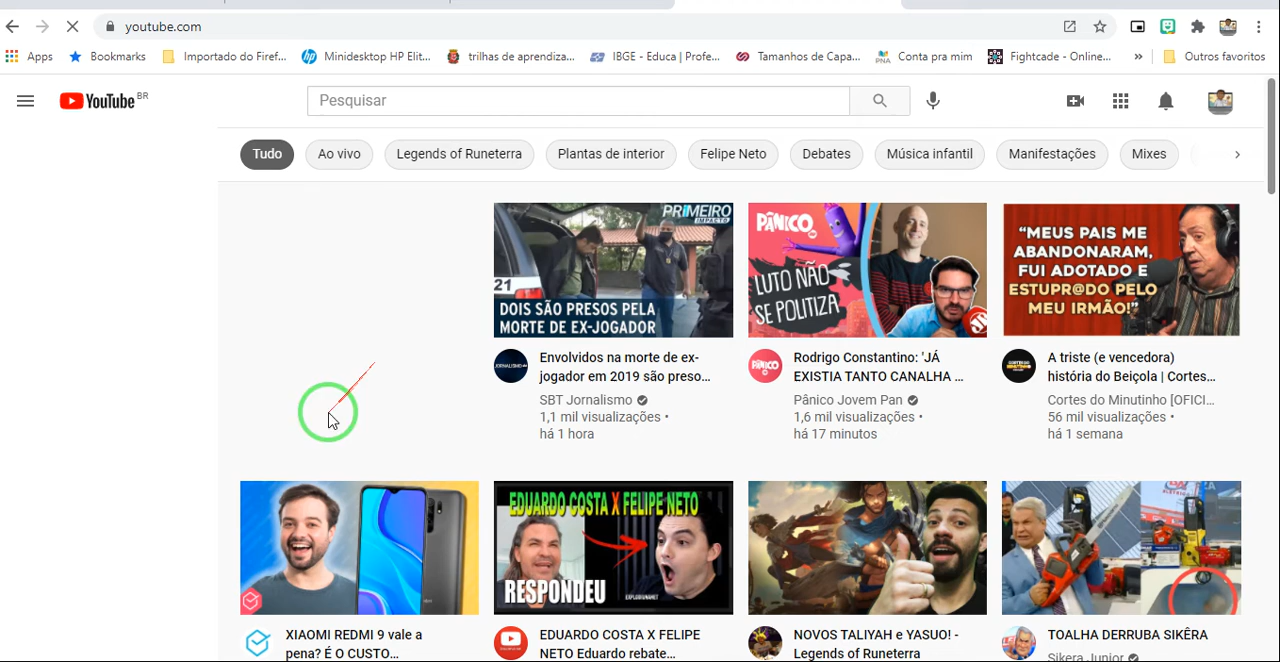 youtube.com
Apps
Bookmarks
Importado do Firef...
Minidesktop HP Elit...
trilhas de aprendiza...
IBGE - Educa | Profe...
Tamanhos de Capa...
Conta pra mim
Fightcade - Online...
»
Outros favoritos
YouTube BR
Pesquisar
Tudo
Ao vivo
Legends of Runeterra
Plantas de interior
Felipe Neto
Debates
Música infantil
Manifestações
Mixes
PRIMEIRO
IMPACTO
21
DOIS SÃO PRESOS PELA
MORTE DE EX-JOGADOR
PÂNICO
LUTO NÃO
SE POLITIZA
“MEUS PAIS ME
ABANDONARAM,
FUI ADOTADO E
ESTUPR@DO PELO
MEU IRMÃO!”
Envolvidos na morte de ex-
jogador em 2019 são preso...
SBT Jornalismo
1,1 mil visualizações •
há 1 hora
Rodrigo Constantino: 'JÁ
EXISTIA TANTO CANALHA ...
Pânico Jovem Pan
1,6 mil visualizações •
há 17 minutos
A triste (e vencedora)
história do Beiçola | Cortes...
Cortes do Minutinho [OFICI...
56 mil visualizações •
há 1 semana
EDUARDO COSTA X FELIPE NETO
RESPONDEU
XIAOMI REDMI 9 vale a
pena? É O CUSTO...
EDUARDO COSTA X FELIPE
NETO Eduardo rebate...
NOVOS TALIYAH e YASUO! -
Legends of Runeterra
TOALHA DERRUBA SIKÊRA
Sikera Junior